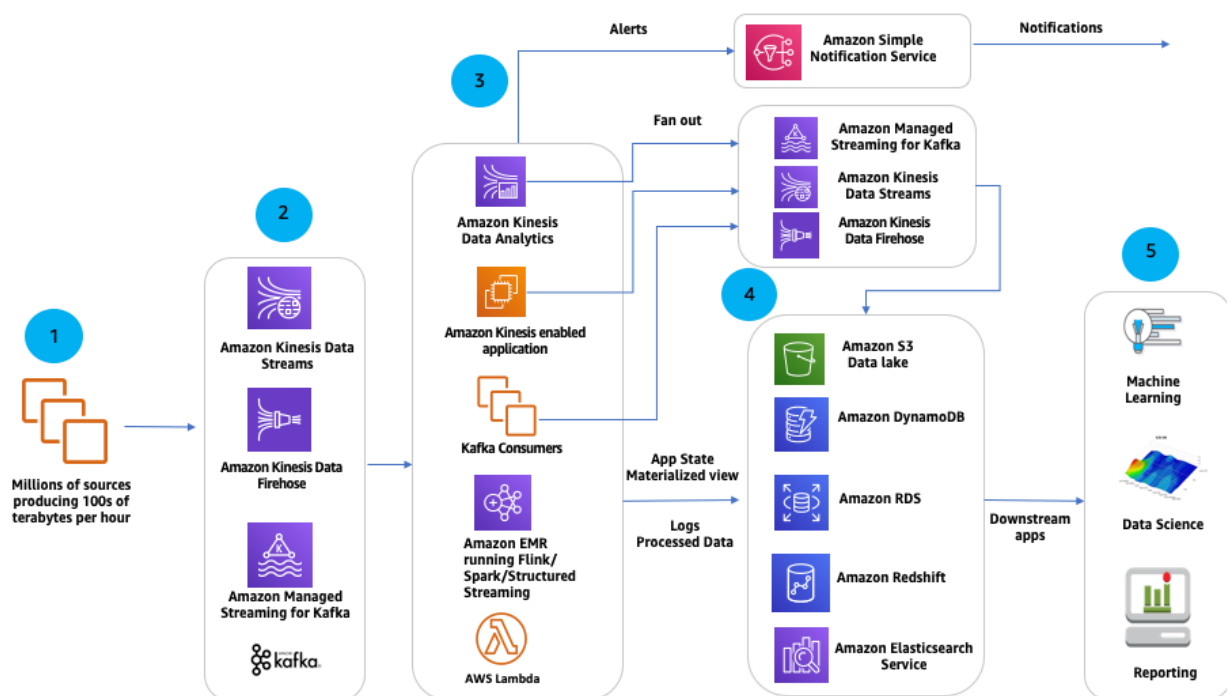 Alerts
Amazon Simple
Notification Service
Notifications
3
Fan out
Amazon Managed
Streaming for Kafka
Amazon Kinesis
Data Streams
Amazon Kinesis
Data Firehose
2
1
Millions of sources
producing 100s of
terabytes per hour
Amazon Kinesis Data
Streams
Amazon Kinesis Data
Firehose
Amazon Managed
Streaming for Kafka
kafka
Amazon Kinesis
Data Analytics
Amazon Kinesis enabled
application
Kafka Consumers
Amazon EMR
running Flink/
Spark/Structured
Streaming
AWS Lambda
App State
Materialized view
Logs
Processed Data
4
Amazon S3
Data lake
Amazon DynamoDB
Amazon RDS
Amazon Redshift
Amazon Elasticsearch
Service
Downstream
apps
5
Machine
Learning
Data Science
Reporting